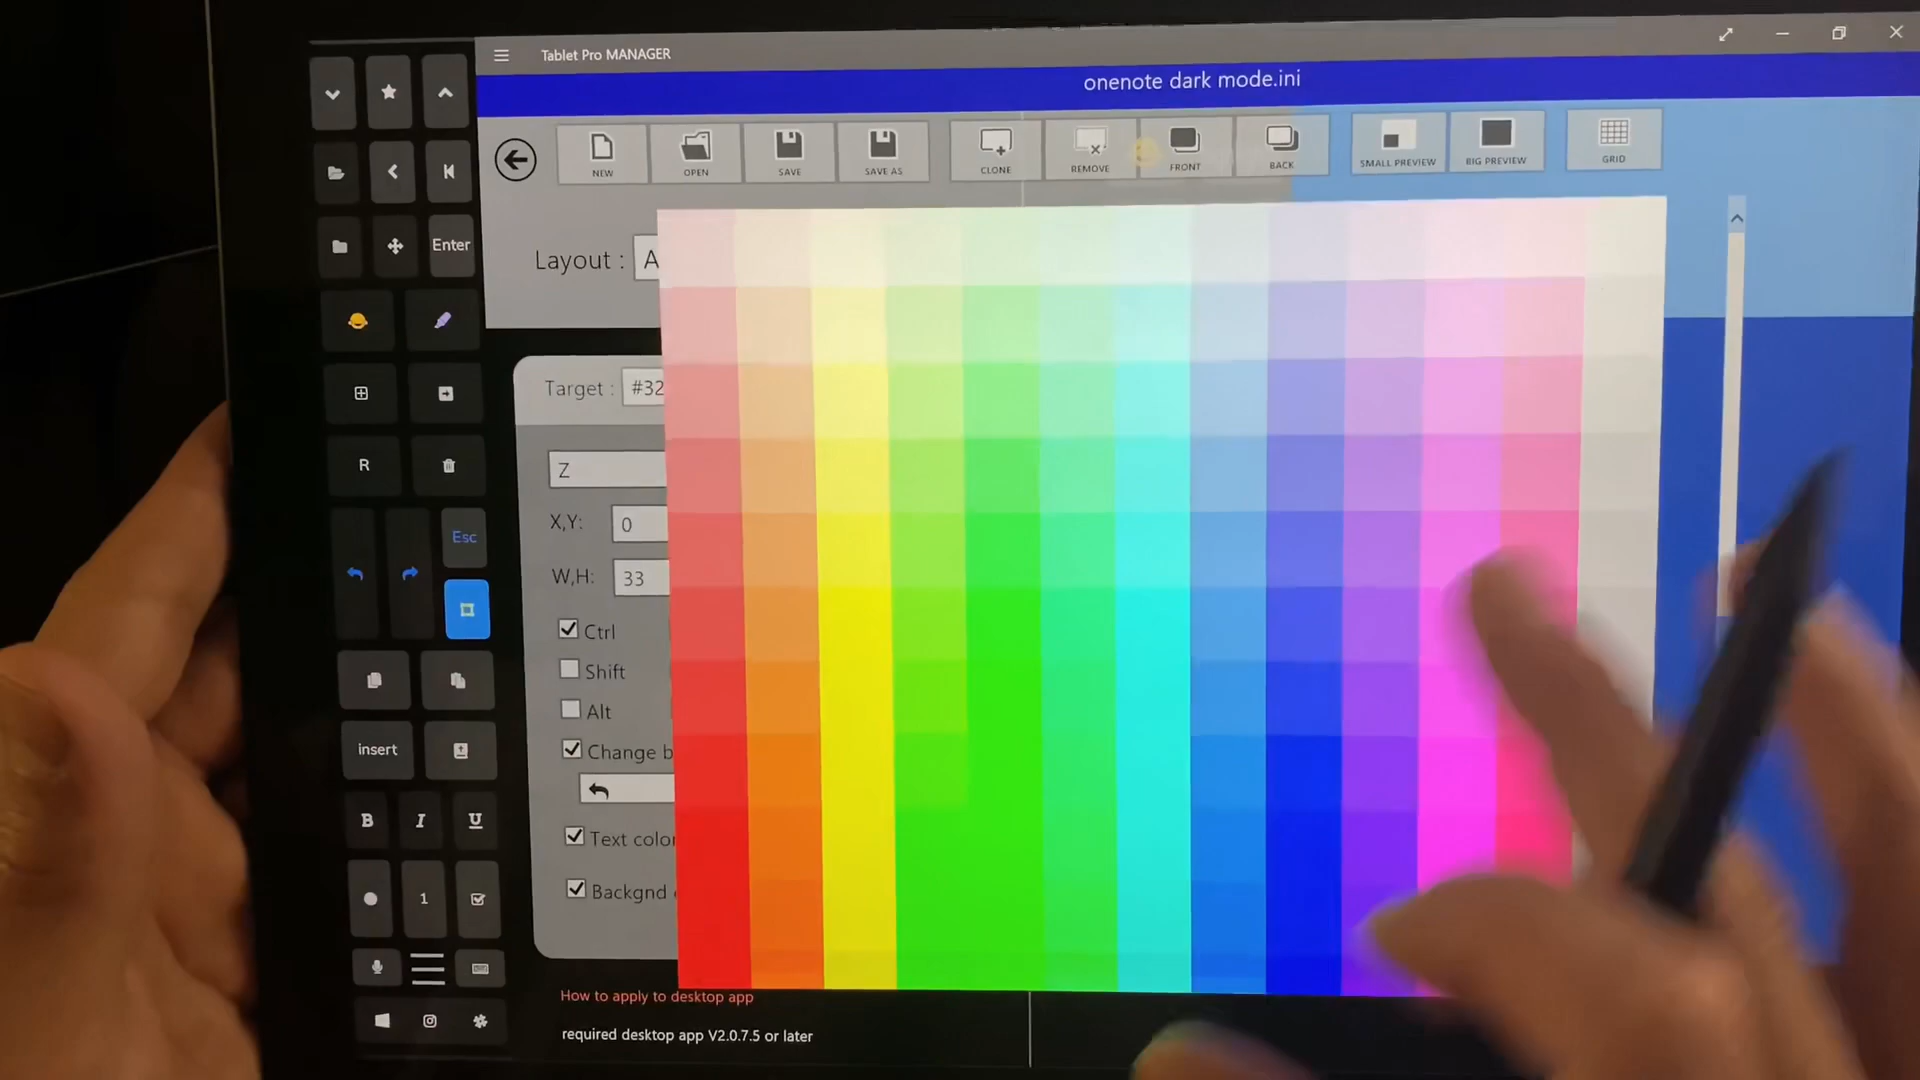 Tablet Pro MANAGER
onenote dark mode.ini
NEW
OPEN
SAVE
SAVE AS
CLONE
REMOVE
FRONT
BACK
SMALL PREVIEW
BIG PREVIEW
GRID
Enter
R
Esc
insert
B
I
U
1
Layout : A
Target : #32
Z
X,Y: 0
W,H: 33
Ctrl
Shift
Alt
Change b
Text color
Backgnd
How to apply to desktop app
required desktop app V2.0.7.5 or later